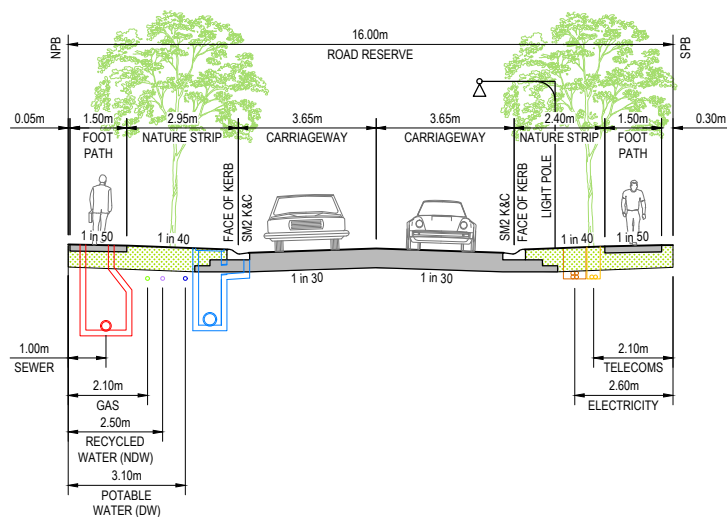 16.00m
ROAD RESERVE
NPB
SPB
0.05m
1.50m
2.95m
3.65m
3.65m
2.40m
1.50m
0.30m
FOOT
PATH
NATURE STRIP
CARRIAGEWAY
CARRIAGEWAY
NATURE STRIP
FOOT
PATH
FACE OF KERB
SM2 K&C
SM2 K&C
FACE OF KERB
LIGHT POLE
1 in 50
1 in 40
1 in 30
1 in 30
1 in 40
1 in 50
1.00m
SEWER
2.10m
GAS
2.50m
RECYCLED
WATER (NDW)
3.10m
POTABLE
WATER (DW)
2.10m
TELECOMS
2.60m
ELECTRICITY